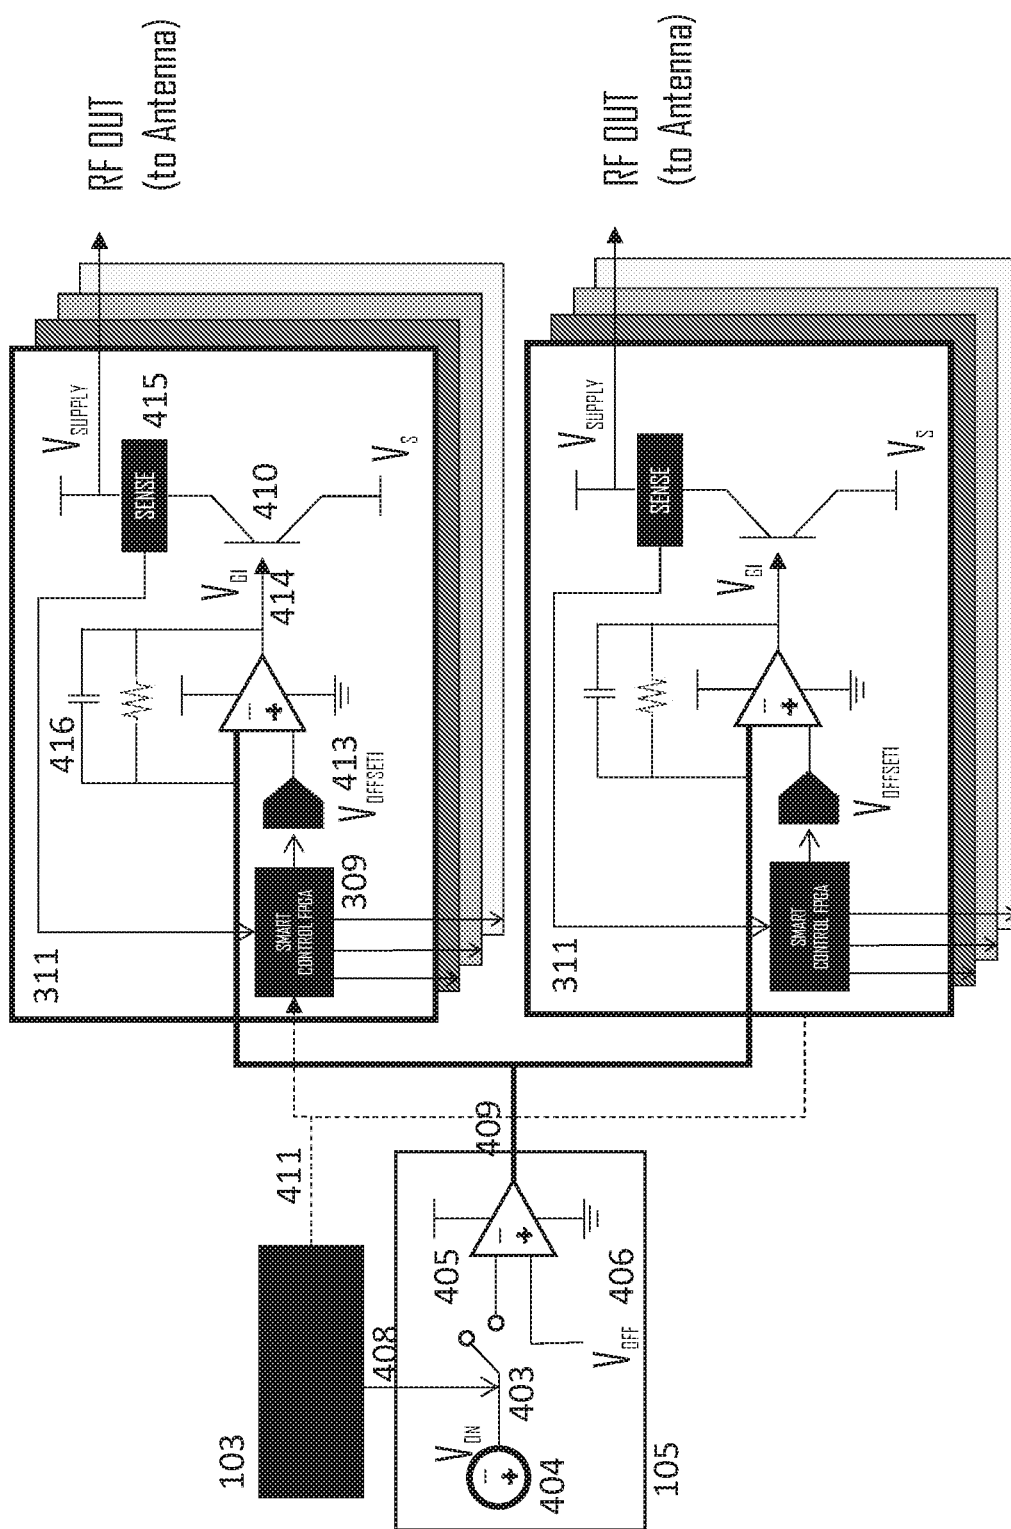 103
408
411
V_ON
404
403
405
V_OFF
406
105
409
311
SMART
CONTROL FPGA
309
V_OFFSET1
413
416
V_G1
414
410
SENSE
415
V_SUPPLY
V_S
RF OUT
(to Antenna)
311
SMART
CONTROL FPGA
V_OFFSET1
V_G1
SENSE
V_SUPPLY
V_S
RF OUT
(to Antenna)